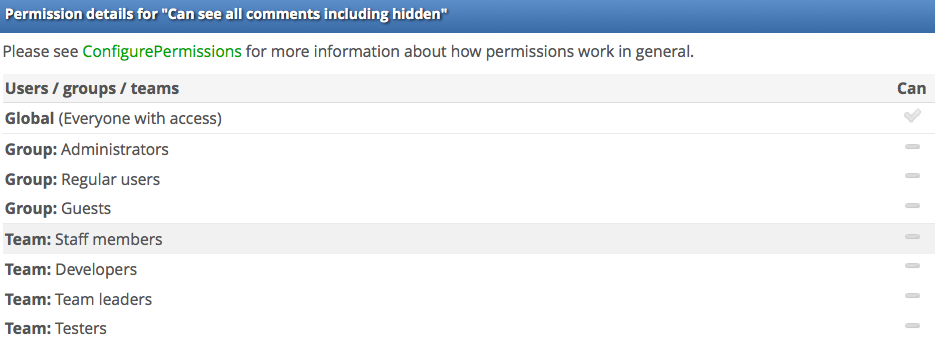 Permission details for "Can see all comments including hidden"
Please see ConfigurePermissions for more information about how permissions work in general.
Users / groups / teams Can
Global (Everyone with access)
Group: Administrators
Group: Regular users
Group: Guests
Team: Staff members
Team: Developers
Team: Team leaders
Team: Testers